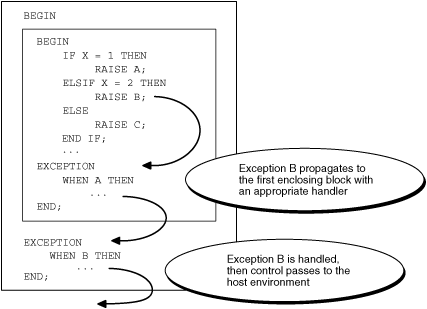 BEGIN
BEGIN
IF X = 1 THEN
RAISE A;
ELSIF X = 2 THEN
RAISE B;
ELSE
RAISE C;
END IF;
...
EXCEPTION
WHEN A THEN
...
END;
Exception B propagates to
the first enclosing block with
an appropriate handler
EXCEPTION
WHEN B THEN
...
END;
Exception B is handled,
then control passes to the
host environment